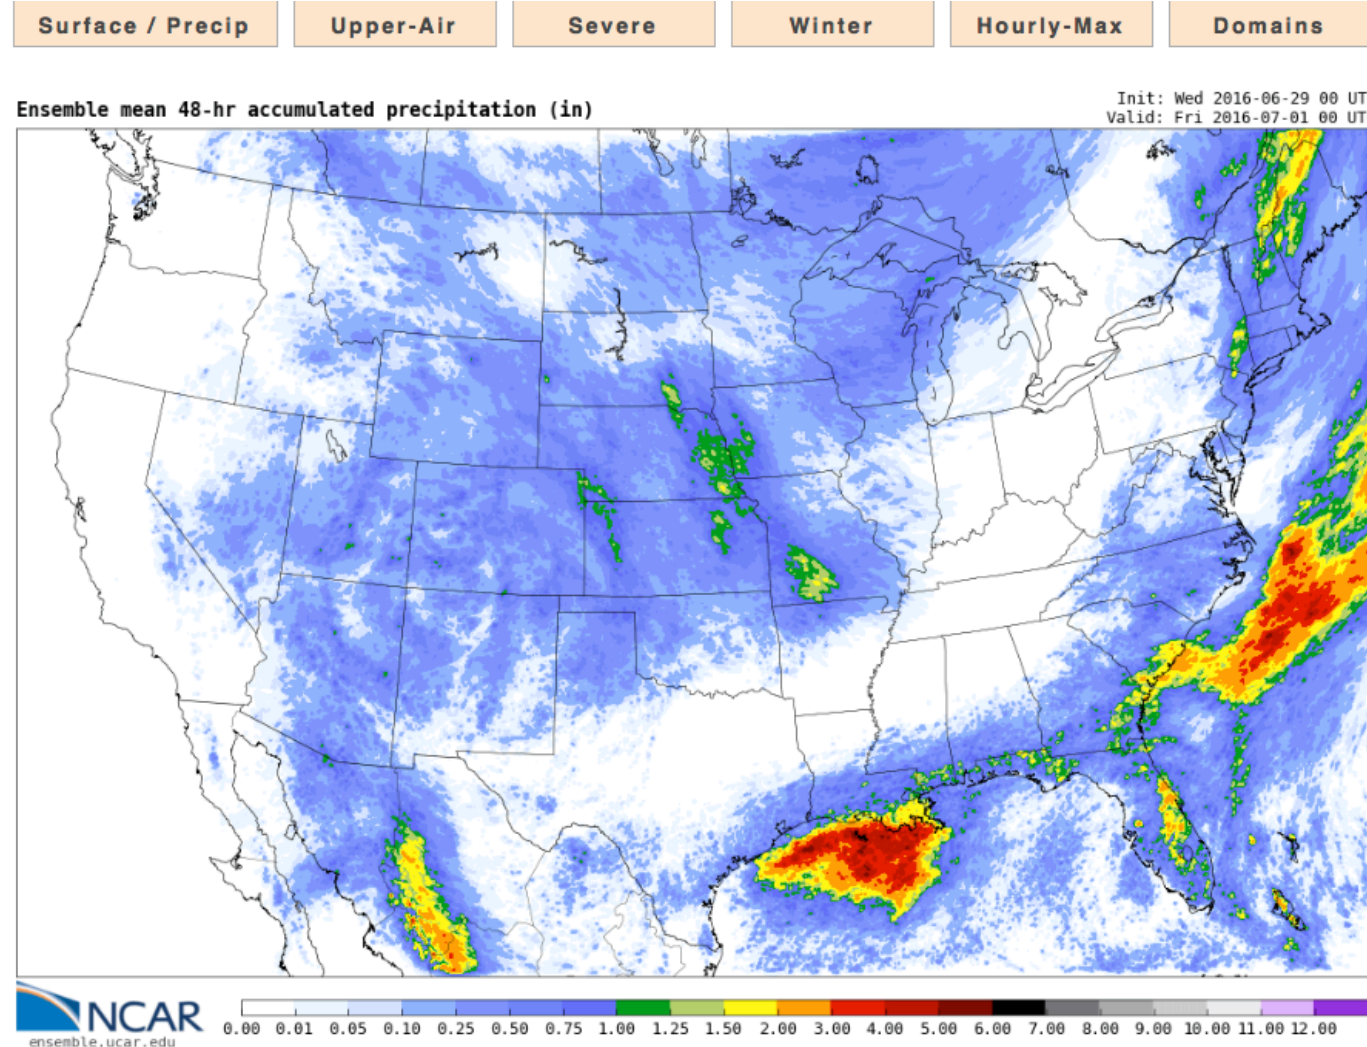 Surface / Precip Upper-Air Severe Winter Hourly-Max Domains
Ensemble mean 48-hr accumulated precipitation (in)
Init: Wed 2016-06-29 00 UT
Valid: Fri 2016-07-01 00 UT
NCAR
ensemble.ucar.edu
0.00 0.01 0.05 0.10 0.25 0.50 0.75 1.00 1.25 1.50 2.00 3.00 4.00 5.00 6.00 7.00 8.00 9.00 10.00 11.00 12.00